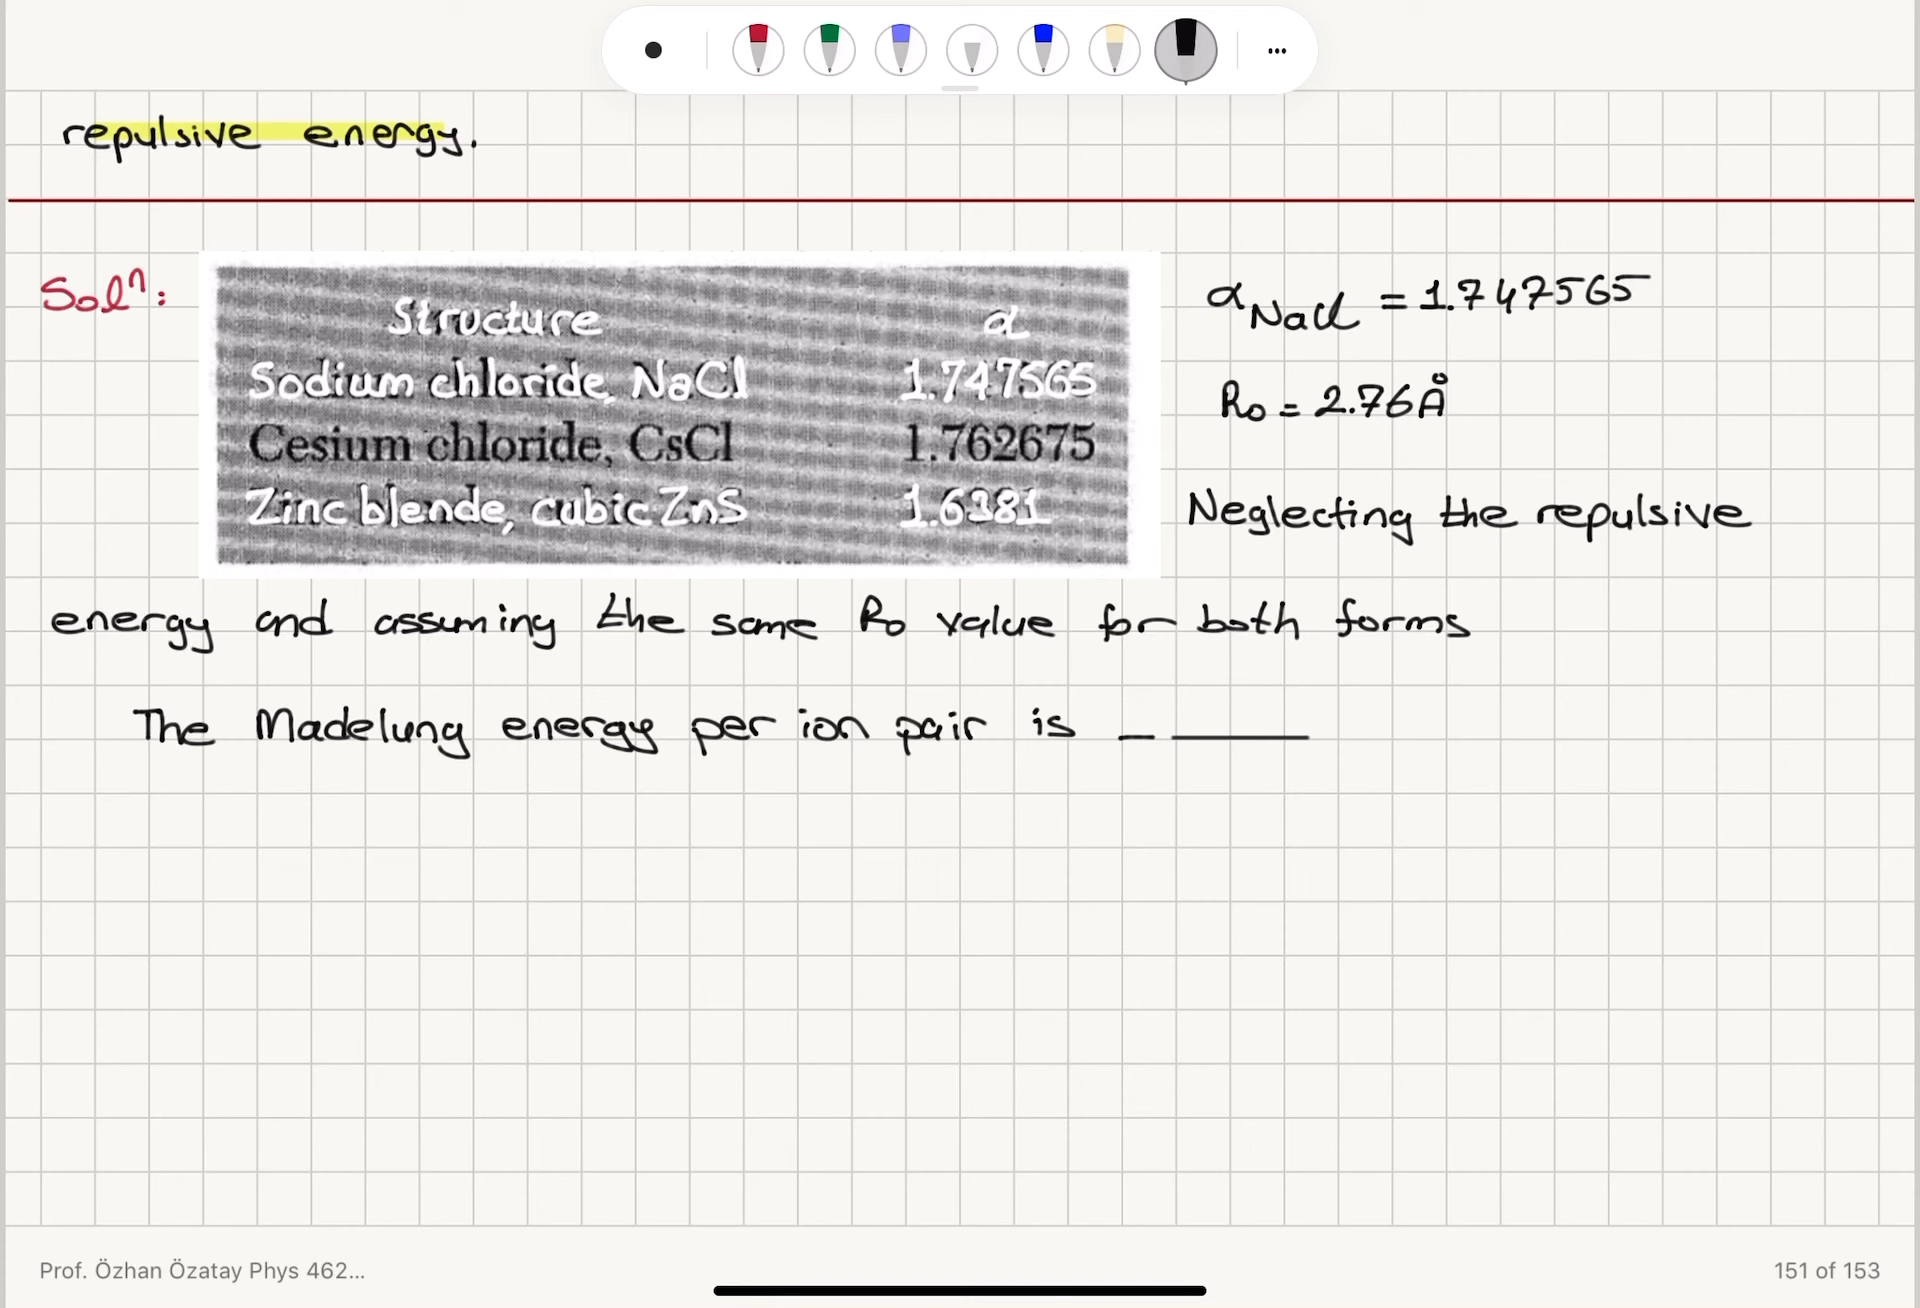 repulsive energy.
Solⁿ:
Structure α
Sodium chloride, NaCl 1.747565
Cesium chloride, CsCl 1.762675
Zinc blende, cubic ZnS 1.6381
α NaCl = 1.747565
R₀ = 2.76Å
Neglecting the repulsive
energy and assuming the same R₀ value for both forms
The Madelung energy per ion pair is -
Prof. Özhan Özatay Phys 462...
151 of 153